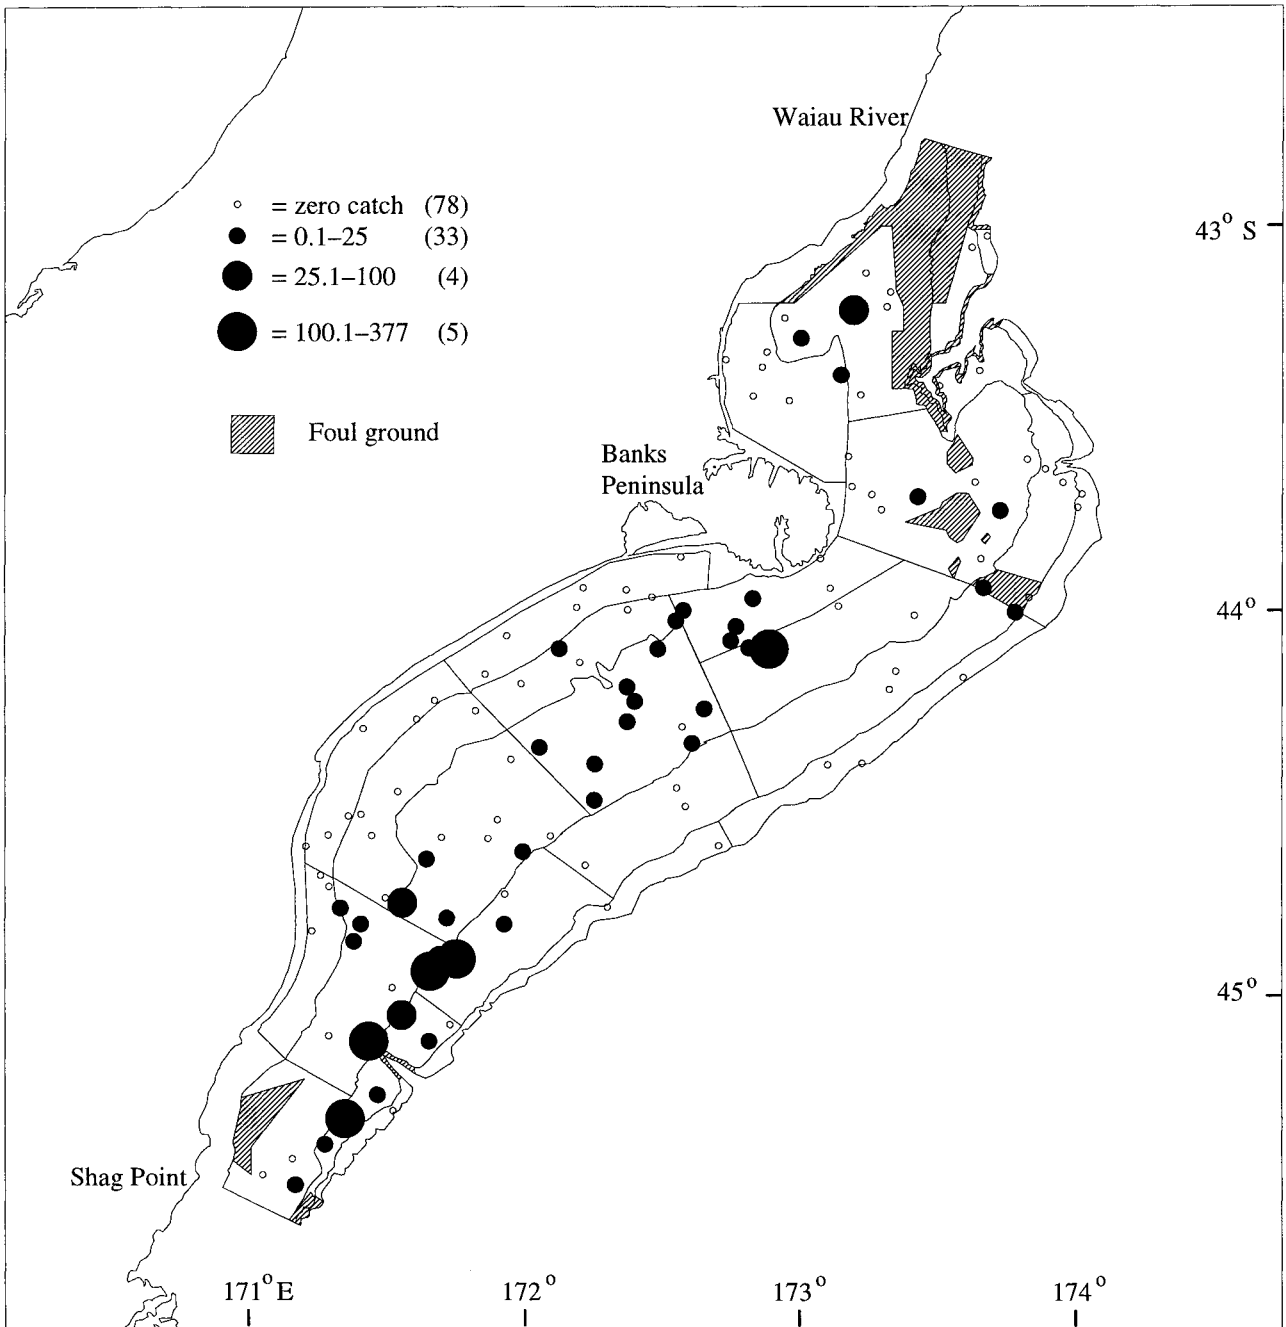 Waiau River
= zero catch (78)
= 0.1–25 (33)
= 25.1–100 (4)
= 100.1–377 (5)
Foul ground
43° S
Banks
Peninsula
44°
45°
Shag Point
171° E 172° 173° 174°